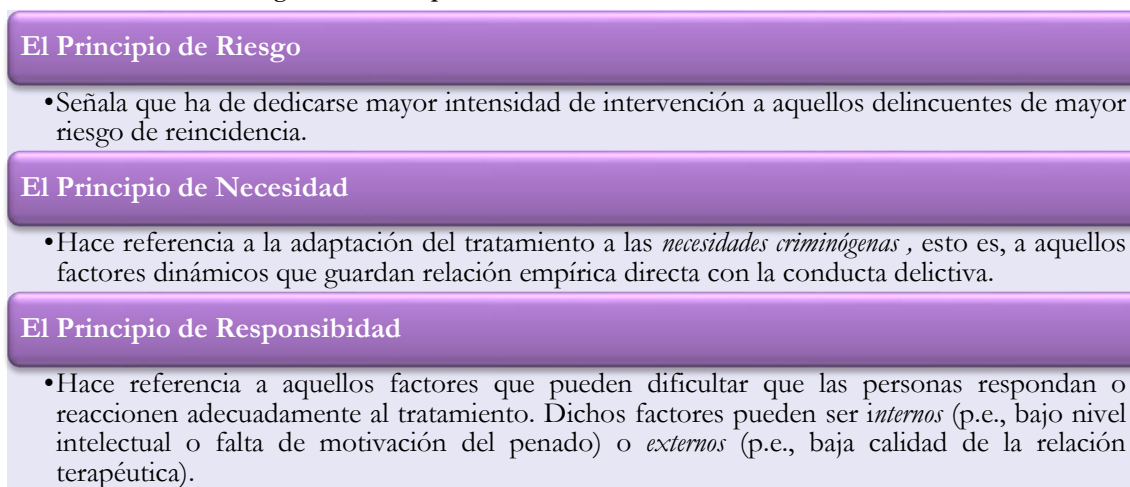 El Principio de Riesgo
•Señala que ha de dedicarse mayor intensidad de intervención a aquellos delincuentes de mayor
riesgo de reincidencia.
El Principio de Necesidad
•Hace referencia a la adaptación del tratamiento a las necesidades criminógenas , esto es, a aquellos
factores dinámicos que guardan relación empírica directa con la conducta delictiva.
El Principio de Responsibidad
•Hace referencia a aquellos factores que pueden dificultar que las personas respondan o
reaccionen adecuadamente al tratamiento. Dichos factores pueden ser internos (p.e., bajo nivel
intelectual o falta de motivación del penado) o externos (p.e., baja calidad de la relación
terapéutica).